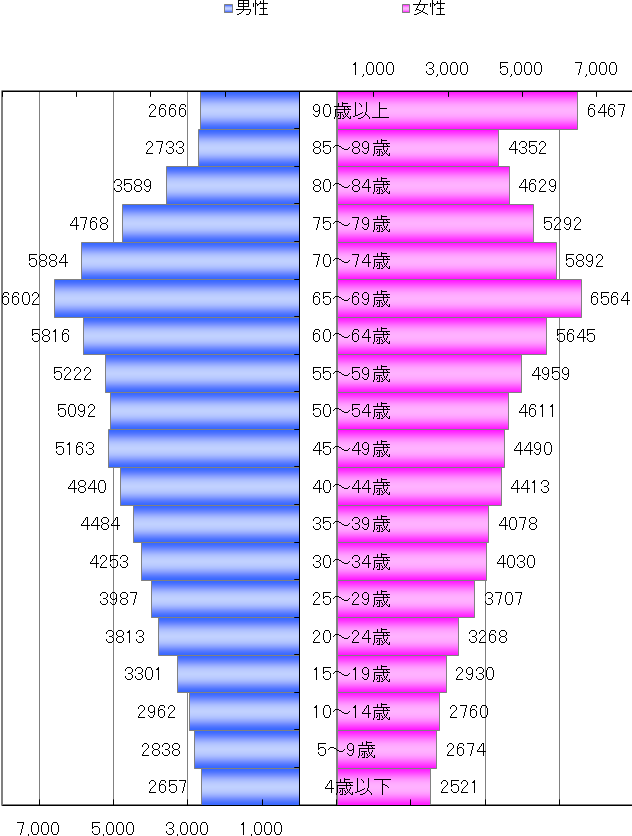 男性 女性
1,000 3,000 5,000 7,000
2666 90歳以上 6467
2733 85～89歳 4352
3589 80～84歳 4629
4768 75～79歳 5292
5884 70～74歳 5892
6602 65～69歳 6564
5816 60～64歳 5645
5222 55～59歳 4959
5092 50～54歳 4611
5163 45～49歳 4490
4840 40～44歳 4413
4484 35～39歳 4078
4253 30～34歳 4030
3987 25～29歳 3707
3813 20～24歳 3268
3301 15～19歳 2930
2962 10～14歳 2760
2838 5～9歳 2674
2657 4歳以下 2521
7,000 5,000 3,000 1,000